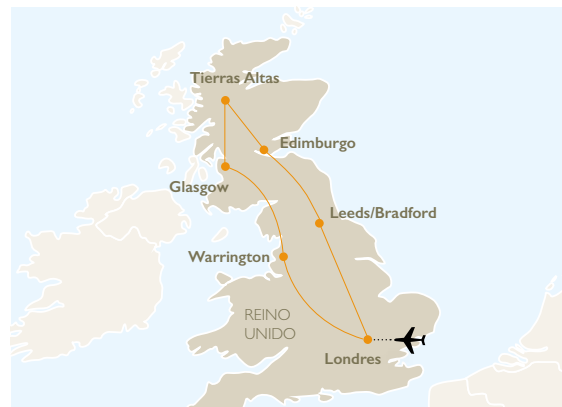 Tierras Altas
Edimburgo
Glasgow
Leeds/Bradford
Warrington
REINO
UNIDO
Londres